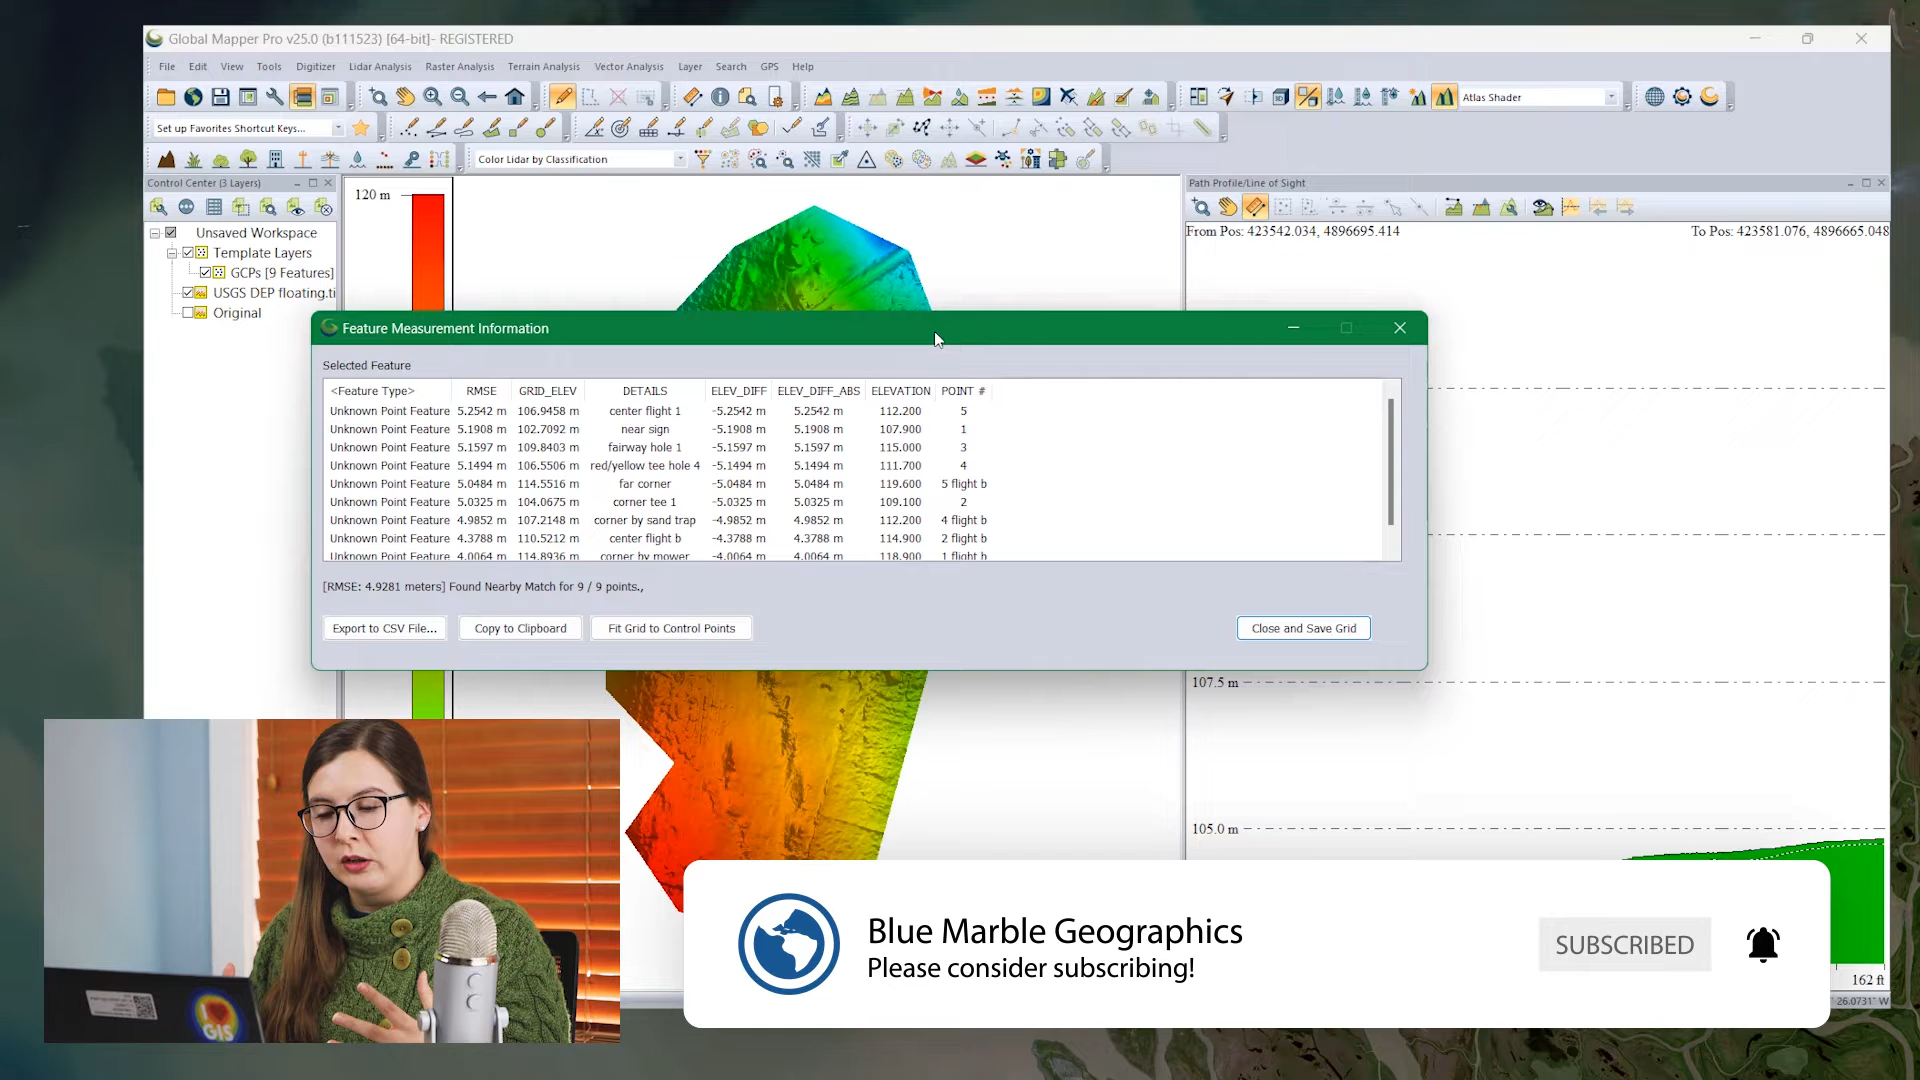 Global Mapper Pro v25.0 (b111523) [64-bit]- REGISTERED
File Edit View Tools Digitizer Lidar Analysis Raster Analysis Terrain Analysis Vector Analysis Layer Search GPS Help
Atlas Shader
Set up Favorites Shortcut Keys...
Color Lidar by Classification
Control Center (3 Layers)
Unsaved Workspace
Template Layers
GCPs [9 Features]
USGS DEP floating.ti
Original
120 m
Path Profile/Line of Sight
From Pos: 423542.034, 4896695.414
To Pos: 423581.076, 4896665.048
Feature Measurement Information
Selected Feature
<Feature Type> RMSE GRID_ELEV DETAILS ELEV_DIFF ELEV_DIFF_ABS ELEVATION POINT #
Unknown Point Feature 5.2542 m 106.9458 m center flight 1 -5.2542 m 5.2542 m 112.200 5
Unknown Point Feature 5.1908 m 102.7092 m near sign -5.1908 m 5.1908 m 107.900 1
Unknown Point Feature 5.1597 m 109.8403 m fairway hole 1 -5.1597 m 5.1597 m 115.000 3
Unknown Point Feature 5.1494 m 106.5506 m red/yellow tee hole 4 -5.1494 m 5.1494 m 111.700 4
Unknown Point Feature 5.0484 m 114.5516 m far corner -5.0484 m 5.0484 m 119.600 5 flight b
Unknown Point Feature 5.0325 m 104.0675 m corner tee 1 -5.0325 m 5.0325 m 109.100 2
Unknown Point Feature 4.9852 m 107.2148 m corner by sand trap -4.9852 m 4.9852 m 112.200 4 flight b
Unknown Point Feature 4.3788 m 110.5212 m center flight b -4.3788 m 4.3788 m 114.900 2 flight b
Unknown Point Feature 4.0064 m 114.8936 m corner by mower -4.0064 m 4.0064 m 118.900 1 flight b
[RMSE: 4.9281 meters] Found Nearby Match for 9 / 9 points.,
Export to CSV File...
Copy to Clipboard
Fit Grid to Control Points
Close and Save Grid
107.5 m
105.0 m
162 ft
26.0731" W
I
GIS
Blue Marble Geographics
Please consider subscribing!
SUBSCRIBED